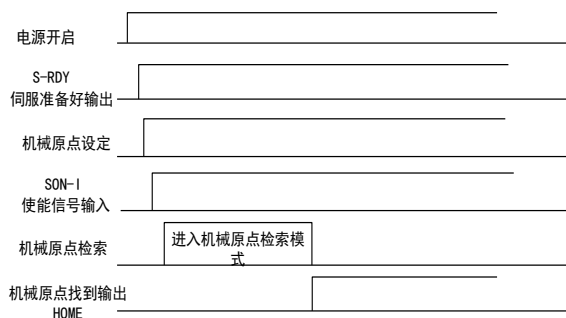 电源开启
S-RDY
伺服准备好输出
机械原点设定
SON-I
使能信号输入
机械原点检索
进入机械原点检索模
式
机械原点找到输出
HOME